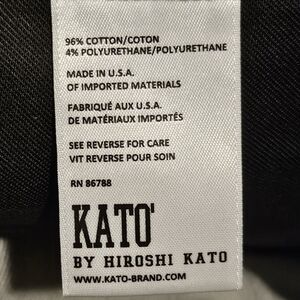 96% COTTON/COTON
4% POLYURETHANE/POLYURETHANE
MADE IN U.S.A.
OF IMPORTED MATERIALS
FABRIQUÉ AUX U.S.A.
DE MATÉRIAUX IMPORTÉS
SEE REVERSE FOR CARE
VIT REVERSE POUR SOIN
RN 86788
KATO'
BY HIROSHI KATO
WWW.KATO-BRAND.COM